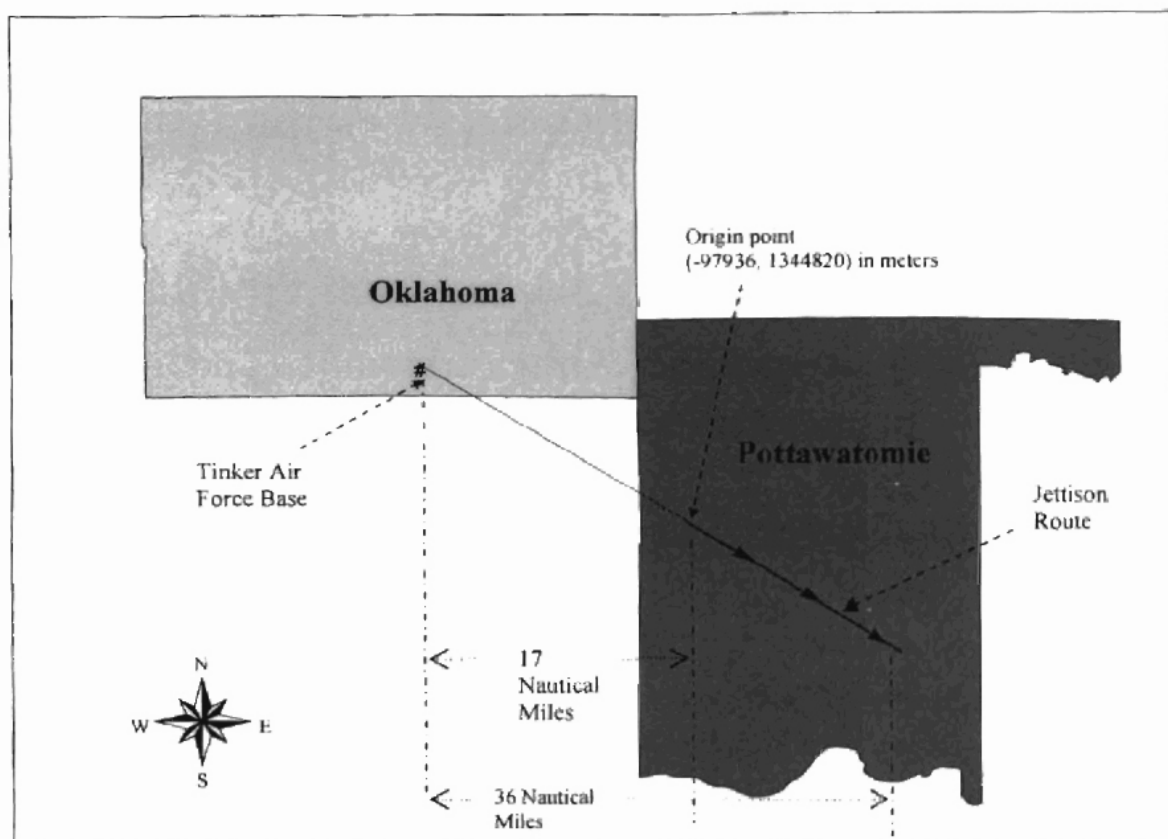 Origin point
(-97936, 1344820) in meters
Oklahoma
#
Pottawatomie
Tinker Air
Force Base
Jettison
Route
17
Nautical
Miles
N
W
E
S
36 Nautical
Miles